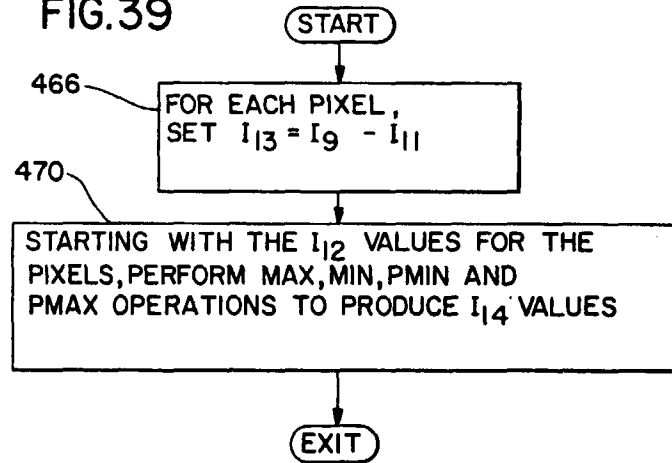 FIG.39
START
466
FOR EACH PIXEL,
SET I13 = I9 - I11
470
STARTING WITH THE I12 VALUES FOR THE
PIXELS, PERFORM MAX, MIN, PMIN AND
PMAX OPERATIONS TO PRODUCE I14 VALUES
EXIT